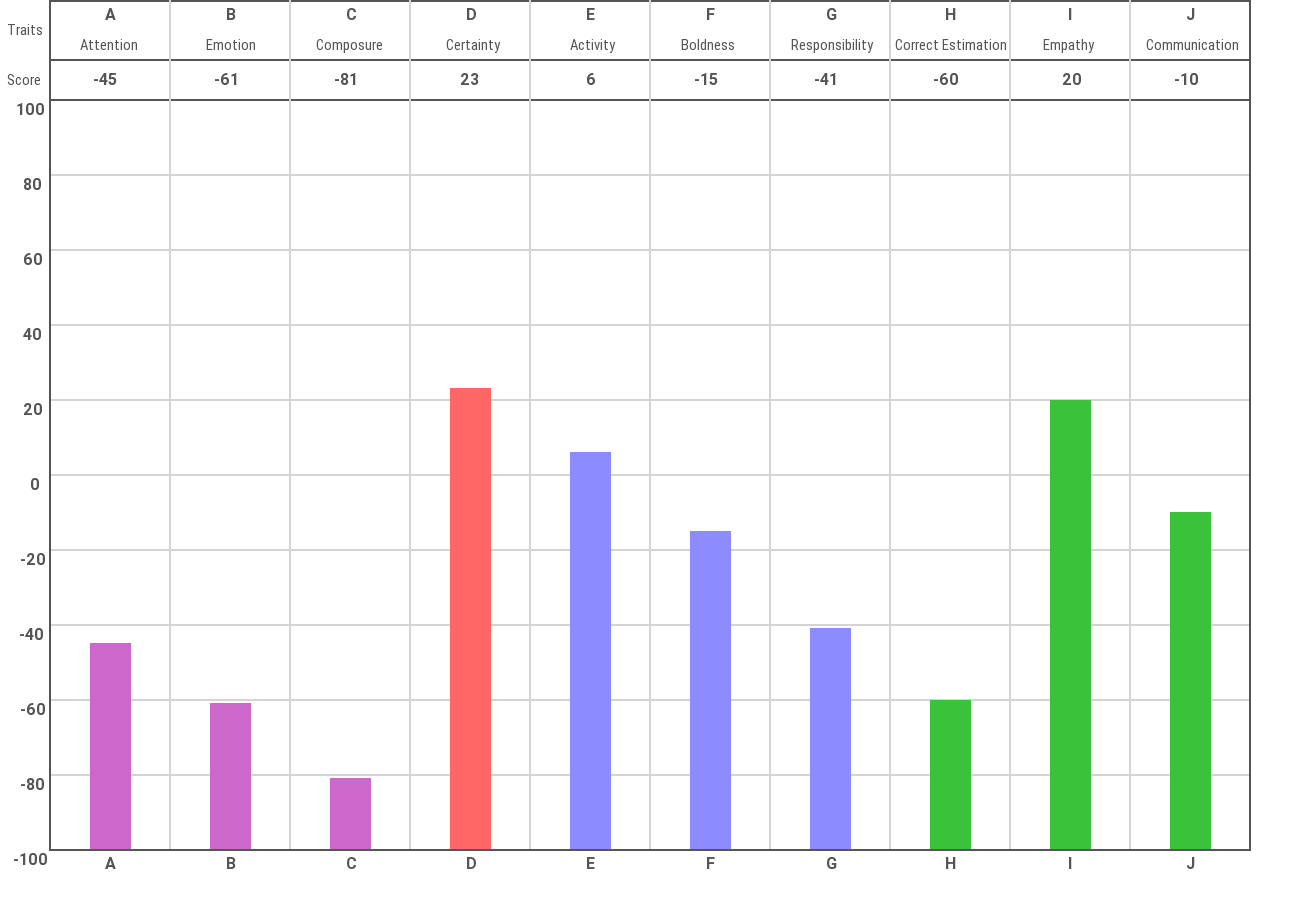 Traits
A B C D E F G H I J
Attention Emotion Composure Certainty Activity Boldness Responsibility Correct Estimation Empathy Communication
Score -45 -61 -81 23 6 -15 -41 -60 20 -10
100
80
60
40
20
0
-20
-40
-60
-80
-100
A B C D E F G H I J